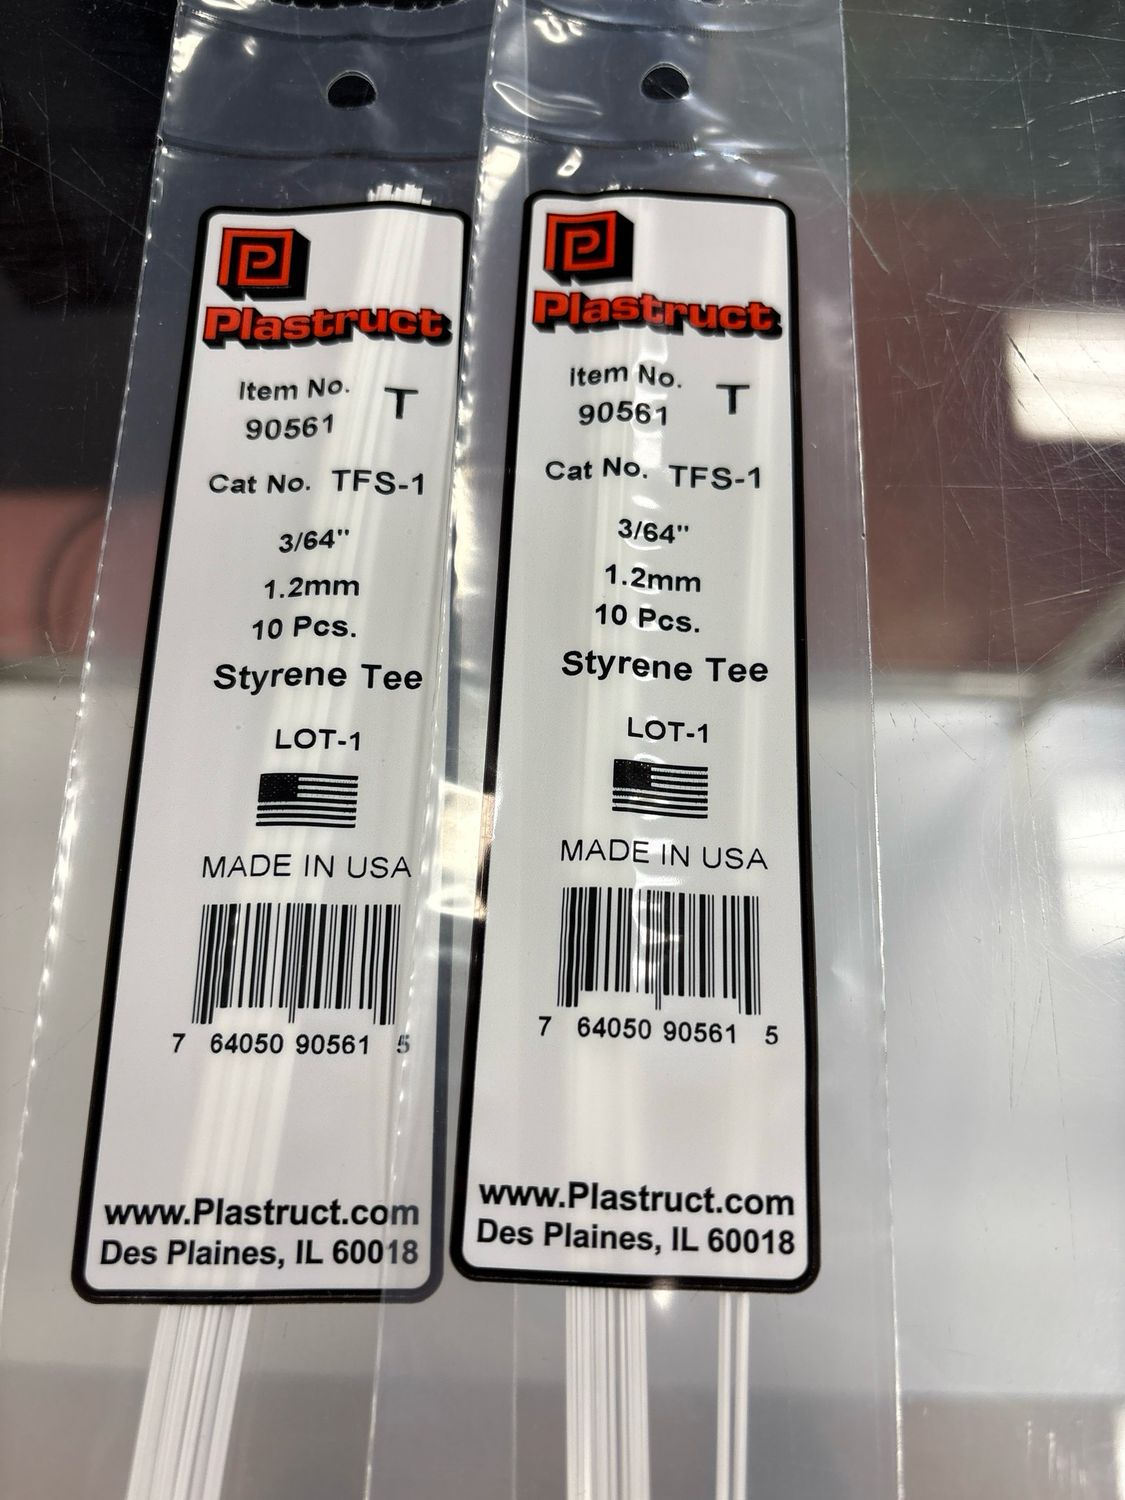 P
Plastruct
Item No. T
90561
Cat No. TFS-1
3/64"
1.2mm
10 Pcs.
Styrene Tee
LOT-1
MADE IN USA
7 64050 90561 5
www.Plastruct.com
Des Plaines, IL 60018
P
Plastruct
Item No. T
90561
Cat No. TFS-1
3/64"
1.2mm
10 Pcs.
Styrene Tee
LOT-1
MADE IN USA
7 64050 90561 5
www.Plastruct.com
Des Plaines, IL 60018